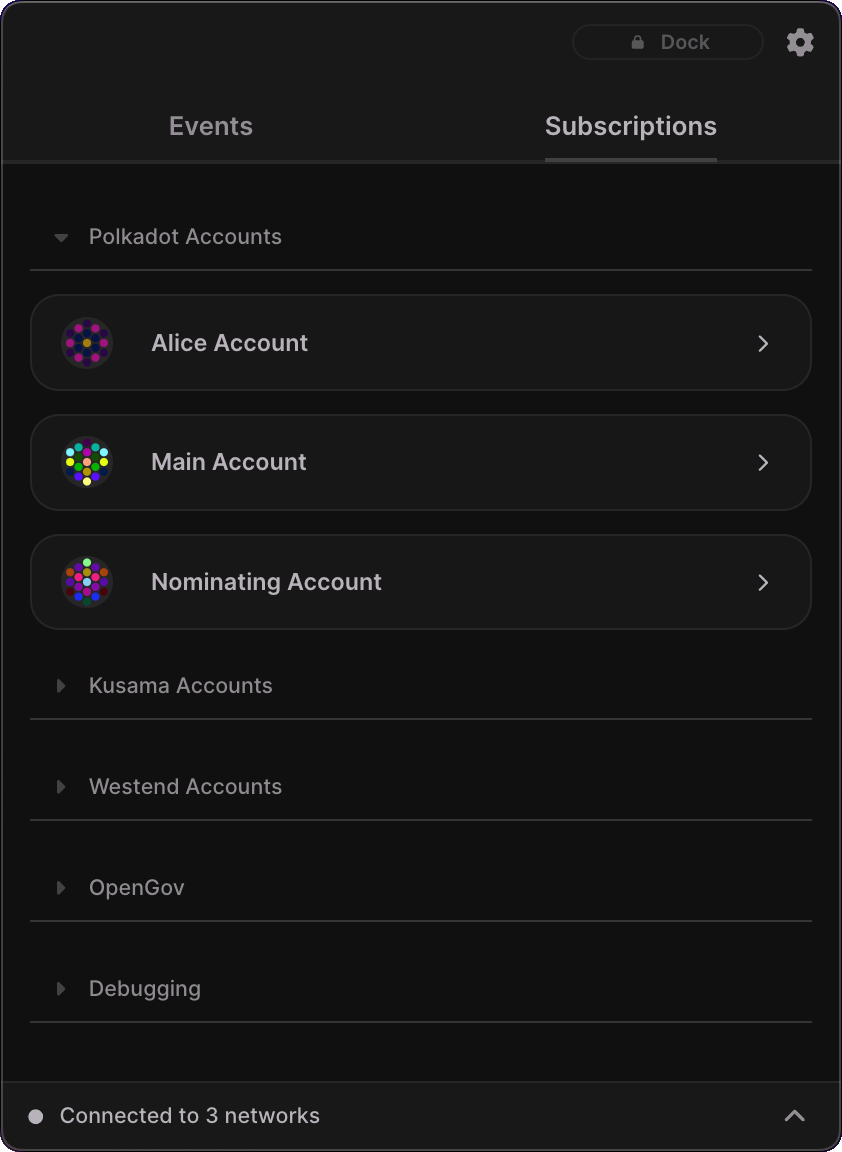 Dock
Events Subscriptions
Polkadot Accounts
Alice Account
Main Account
Nominating Account
Kusama Accounts
Westend Accounts
OpenGov
Debugging
Connected to 3 networks